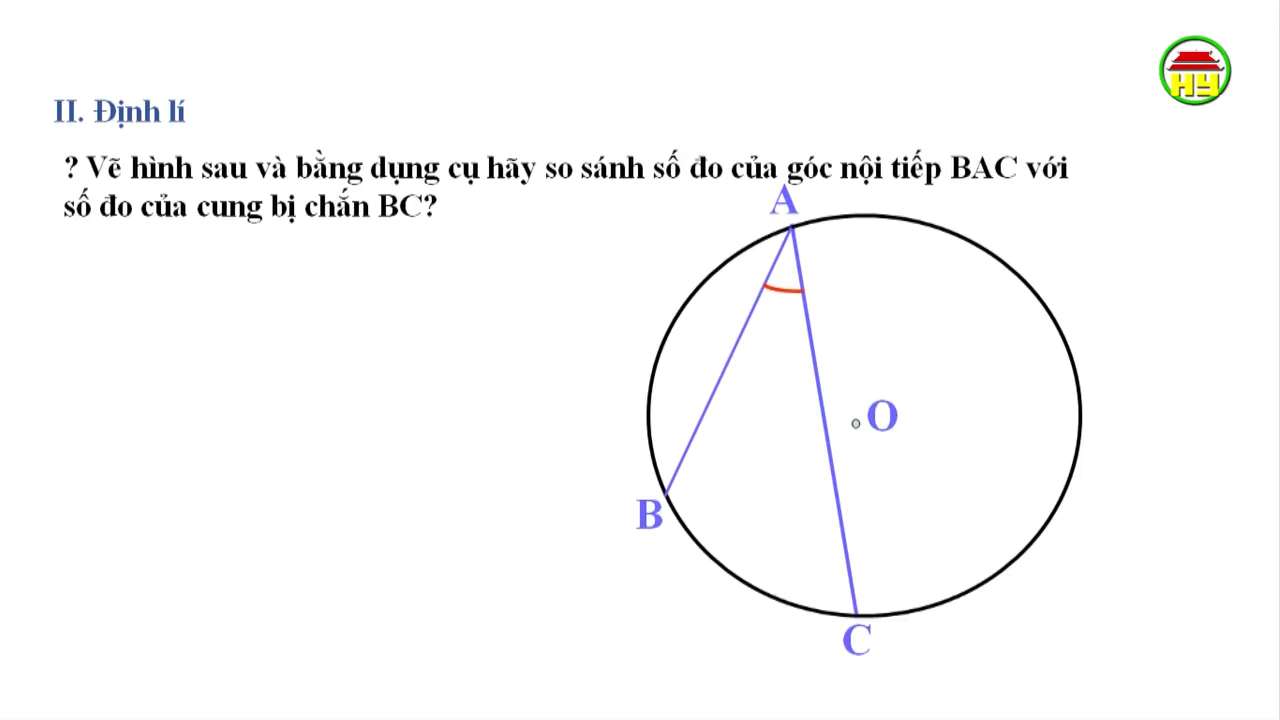 HY
II. Định lí
? Vẽ hình sau và bằng dụng cụ hãy so sánh số đo của góc nội tiếp BAC với
số đo của cung bị chắn BC?
A
O
B
C